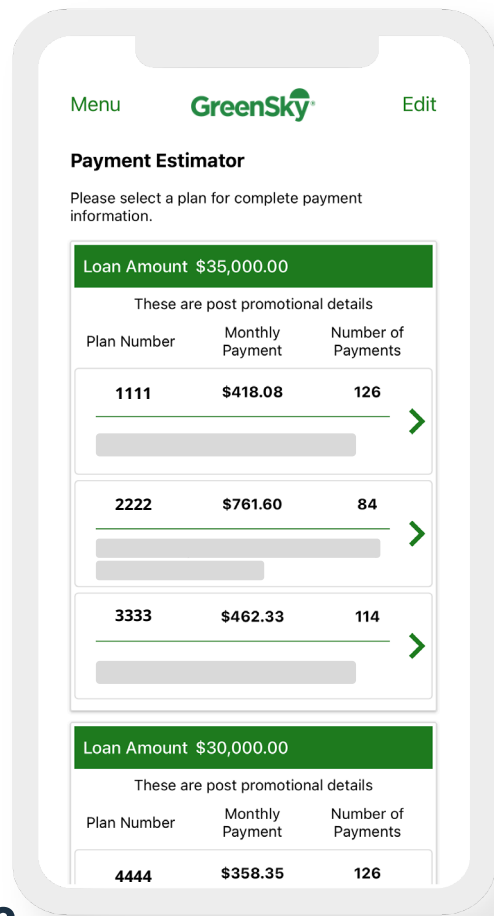 Menu GreenSky Edit
Payment Estimator
Please select a plan for complete payment
information.
Loan Amount $35,000.00
These are post promotional details
Plan Number Monthly Payment Number of Payments
1111 $418.08 126
2222 $761.60 84
3333 $462.33 114
Loan Amount $30,000.00
These are post promotional details
Plan Number Monthly Payment Number of Payments
4444 $358.35 126